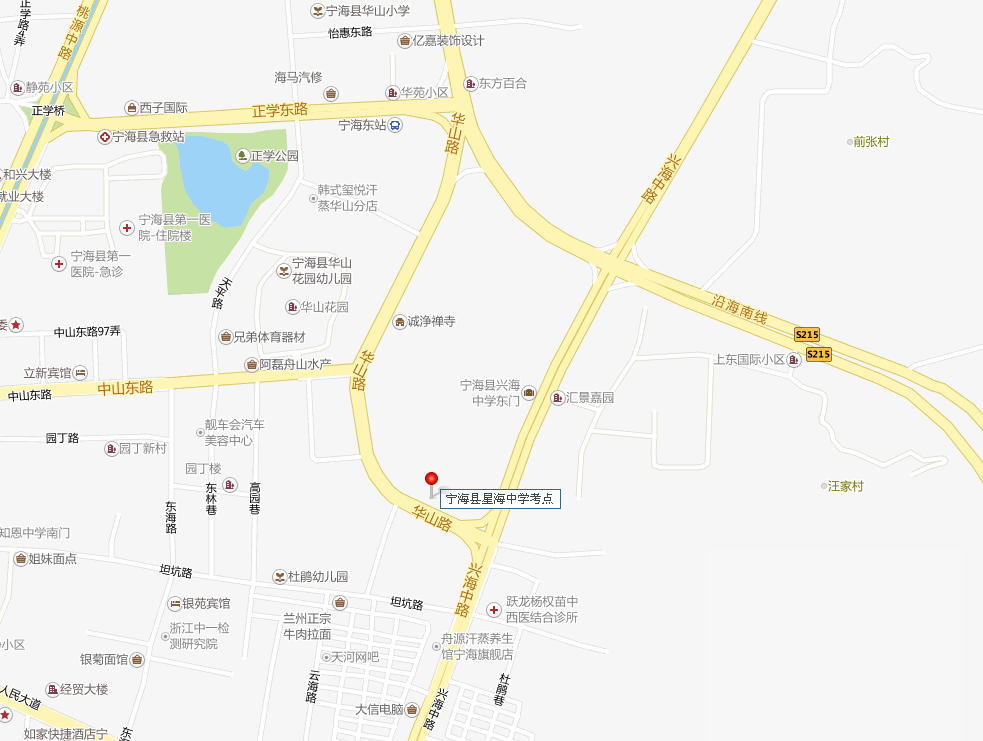 宁海县华山小学
正学路4弄
桃源中路
怡惠东路
亿嘉装饰设计
海马汽修
静苑小区
华苑小区
东方百合
正学桥
西子国际
正学东路
宁海东站
华山路
宁海县急救站
前张村
正学公园
兴海中路
和兴大楼
就业大楼
韩式玺悦汗
蒸华山分店
宁海县第一医
院-住院楼
宁海县第一
医院-急诊
宁海县华山
花园幼儿园
天平路
华山花园
沿海南线
诚净禅寺
S215
S215
委
中山东路97弄
兄弟体育器材
上东国际小区
阿磊舟山水产
华山路
立新宾馆
中山东路
中山东路
宁海县兴海
中学东门
汇景嘉园
靓车会汽车
美容中心
园丁路
园丁新村
园丁楼
东林巷
高园巷
东海路
宁海县星海中学考点
汪家村
华山路
知恩中学南门
姐妹面点
坦坑路
杜鹃幼儿园
兴海中路
银苑宾馆
坦坑路
跃龙杨权苗中
西医结合诊所
兰州正宗
牛肉拉面
浙江中一检
测研究院
小区
舟源汗蒸养生
馆宁海旗舰店
银菊面馆
天河网吧
云海路
杜鹃巷
经贸大楼
人民大道
大信电脑
兴海中路
如家快捷酒店宁
东